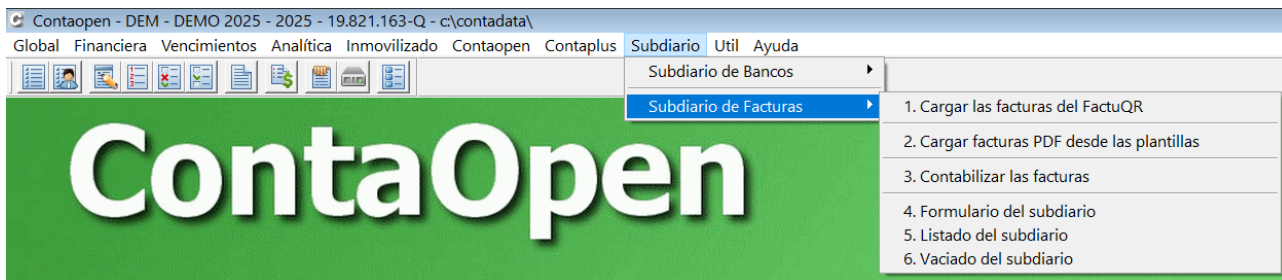 Contaopen - DEM - DEMO 2025 - 2025 - 19.821.163-Q - c:\contadata\
Global Financiera Vencimientos Analítica Inmovilizado Contaopen Contaplus Subdiario Util Ayuda
Subdiario de Bancos
Subdiario de Facturas
1. Cargar las facturas del FactuQR
2. Cargar facturas PDF desde las plantillas
3. Contabilizar las facturas
4. Formulario del subdiario
5. Listado del subdiario
6. Vaciado del subdiario
ContaOpen